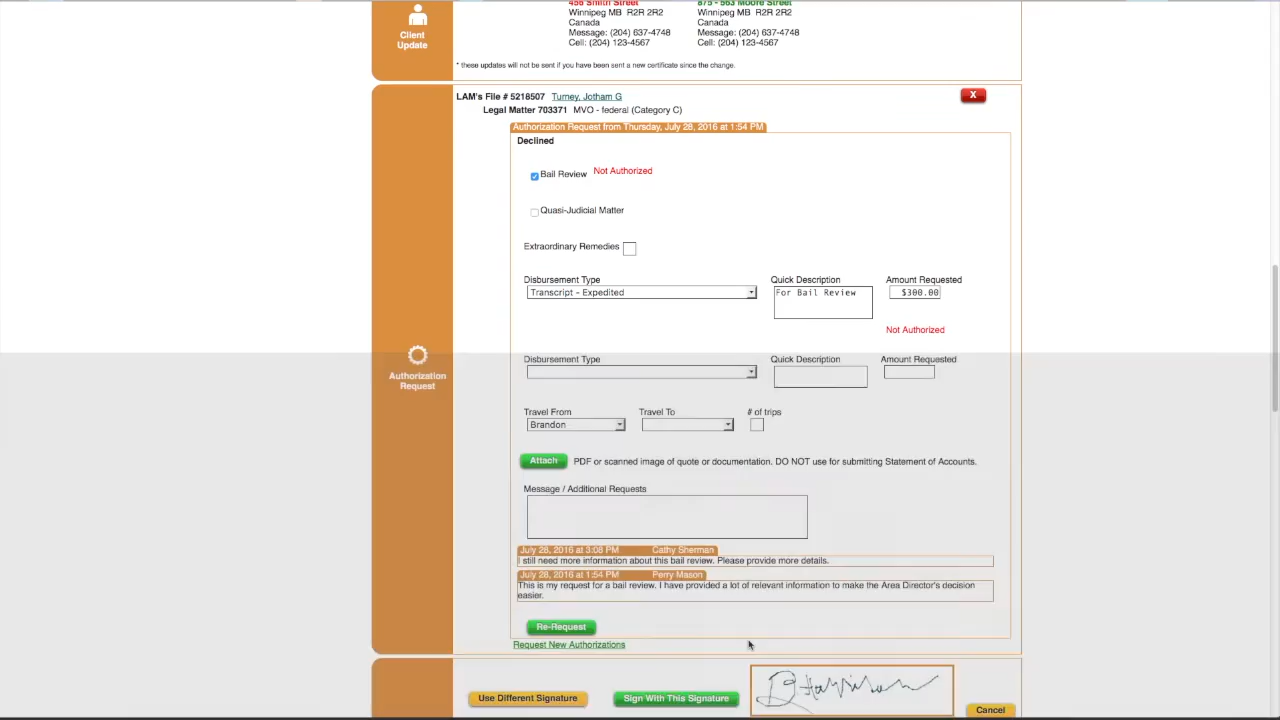 456 Smith Street 875 - 563 Moore Street
Winnipeg MB R2R 2R2 Winnipeg MB R2R 2R2
Canada Canada
Message: (204) 637-4748 Message: (204) 637-4748
Cell: (204) 123-4567 Cell: (204) 123-4567
Client
Update
* these updates will not be sent if you have been sent a new certificate since the change.
LAM's File # 5218507 Turney, Jotham G X
Legal Matter 703371 MVO - federal (Category C)
Authorization Request from Thursday, July 28, 2016 at 1:54 PM
Declined
Bail Review Not Authorized
Quasi-Judicial Matter
Extraordinary Remedies
Disbursement Type Quick Description Amount Requested
Transcript - Expedited For Bail Review $300.00
Not Authorized
Authorization
Request
Disbursement Type Quick Description Amount Requested
Travel From Travel To # of trips
Brandon
Attach PDF or scanned image of quote or documentation. DO NOT use for submitting Statement of Accounts.
Message / Additional Requests
July 28, 2016 at 3:08 PM Cathy Sherman
I still need more information about this bail review. Please provide more details.
July 28, 2016 at 1:54 PM Perry Mason
This is my request for a bail review. I have provided a lot of relevant information to make the Area Director's decision
easier.
Re-Request
Request New Authorizations
Use Different Signature Sign With This Signature
Cancel